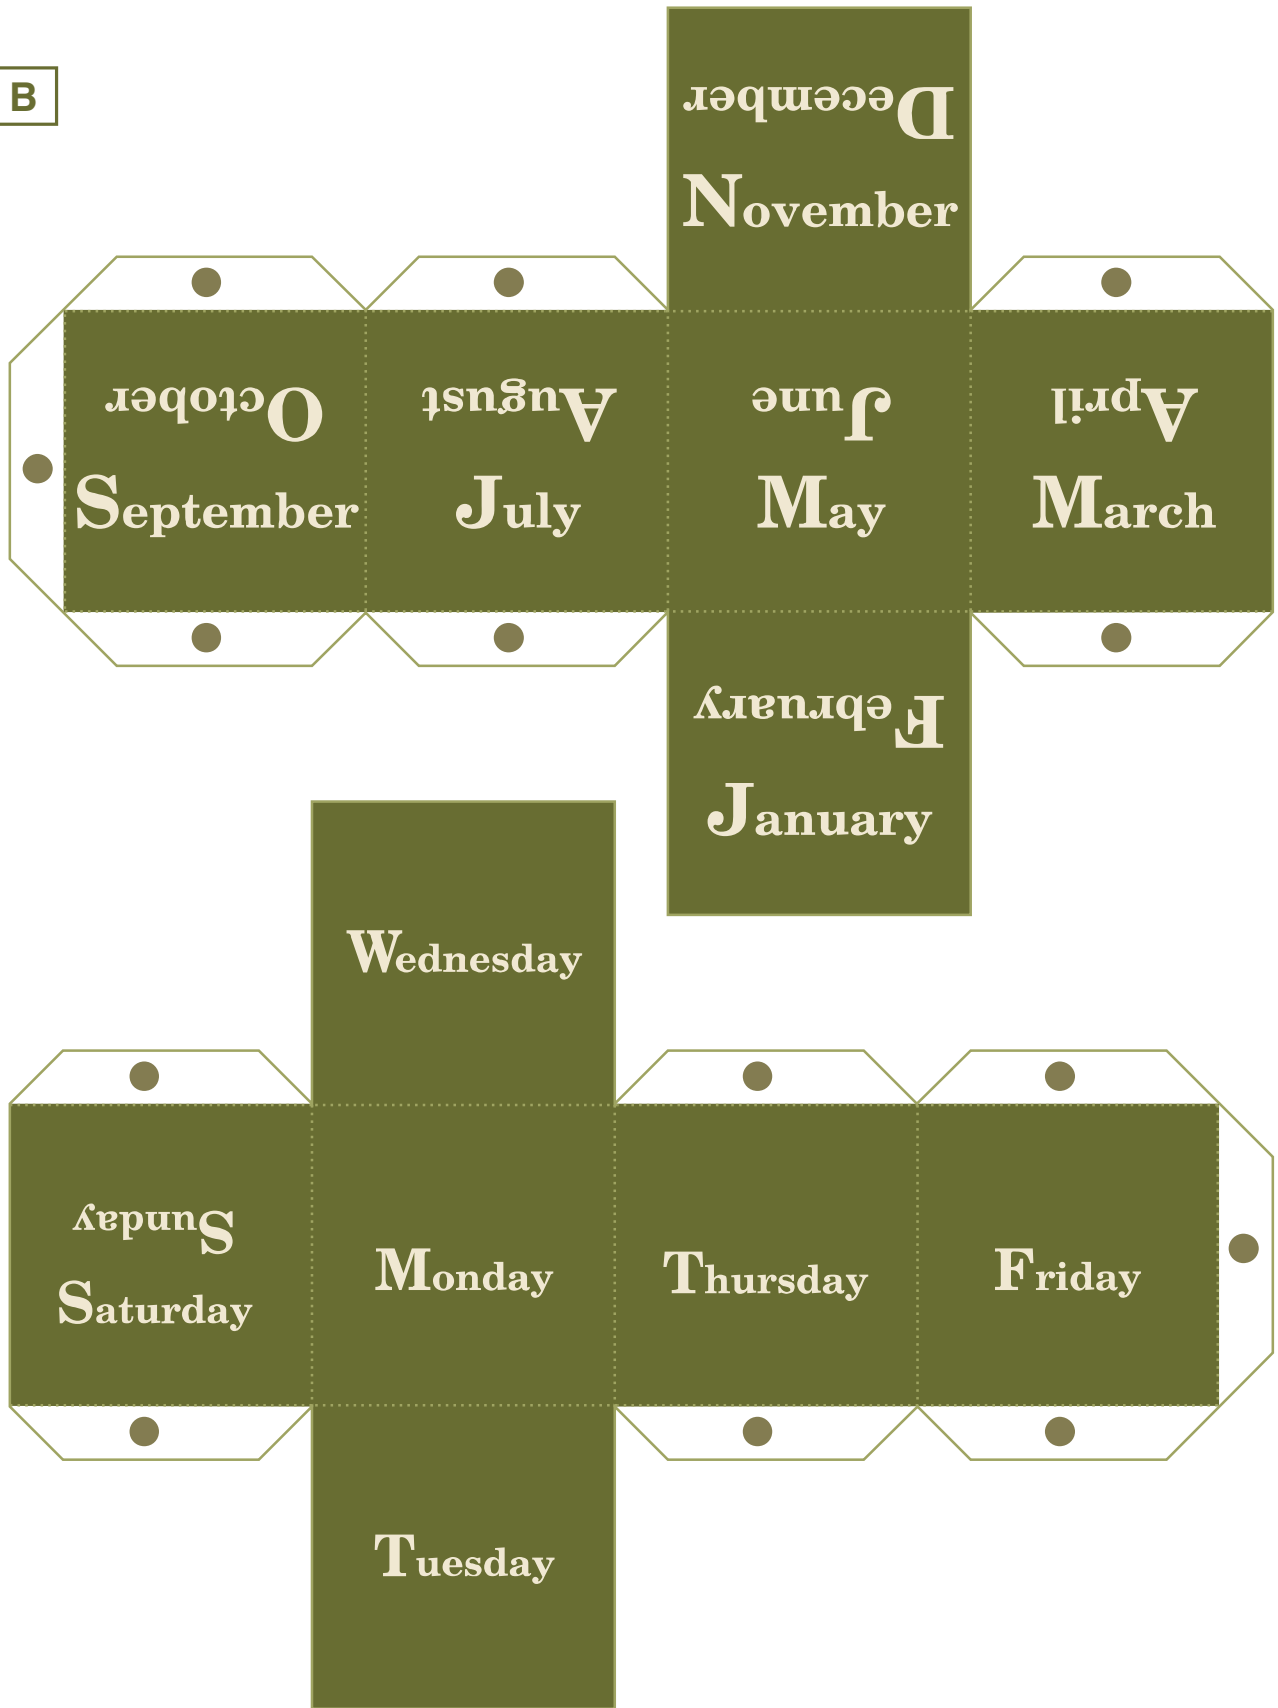 B
December
November
October
September
August
July
June
May
April
March
February
January
Wednesday
Sunday
Saturday
Monday
Thursday
Friday
Tuesday